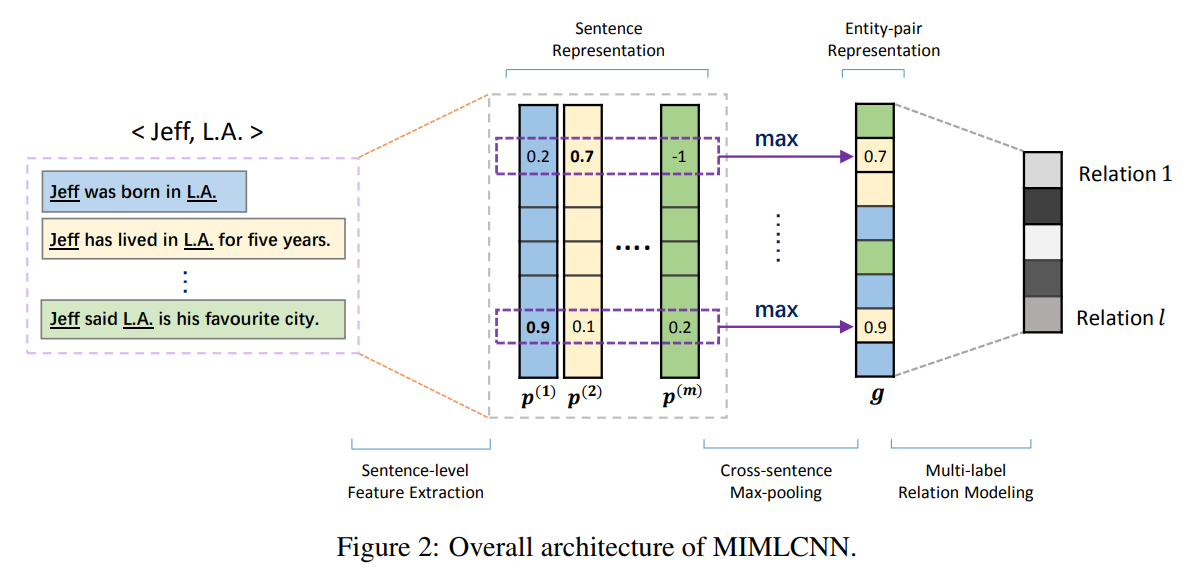 Sentence
Representation
Entity-pair
Representation
< Jeff, L.A. >
Jeff was born in L.A.
Jeff has lived in L.A. for five years.
⋮
Jeff said L.A. is his favourite city.
0.2 0.7 -1
max
0.7
....
0.9 0.1 0.2
max
0.9
p(1) p(2) p(m)
g
Relation 1
Relation l
Sentence-level
Feature Extraction
Cross-sentence
Max-pooling
Multi-label
Relation Modeling
Figure 2: Overall architecture of MIMLCNN.